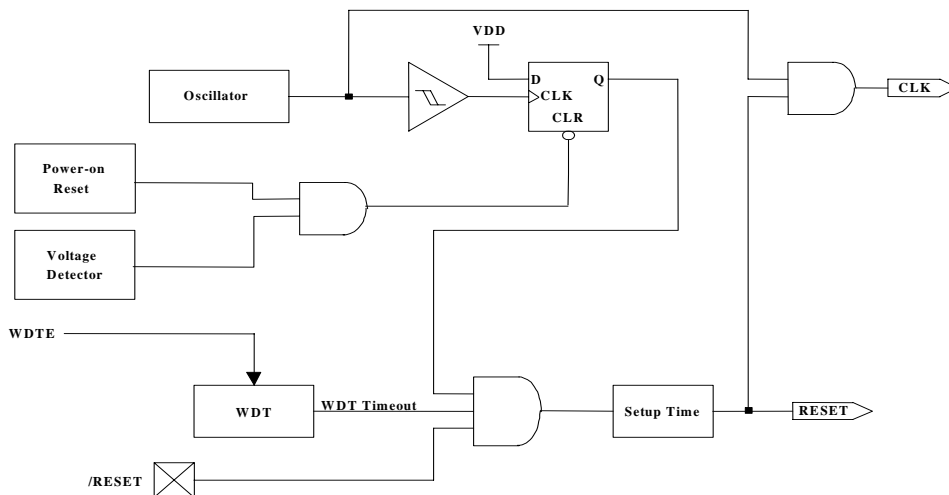 VDD
Oscillator
D
Q
CLK
CLR
CLK
Power-on
Reset
Voltage
Detector
WDTE
WDT
WDT Timeout
Setup Time
RESET
/RESET